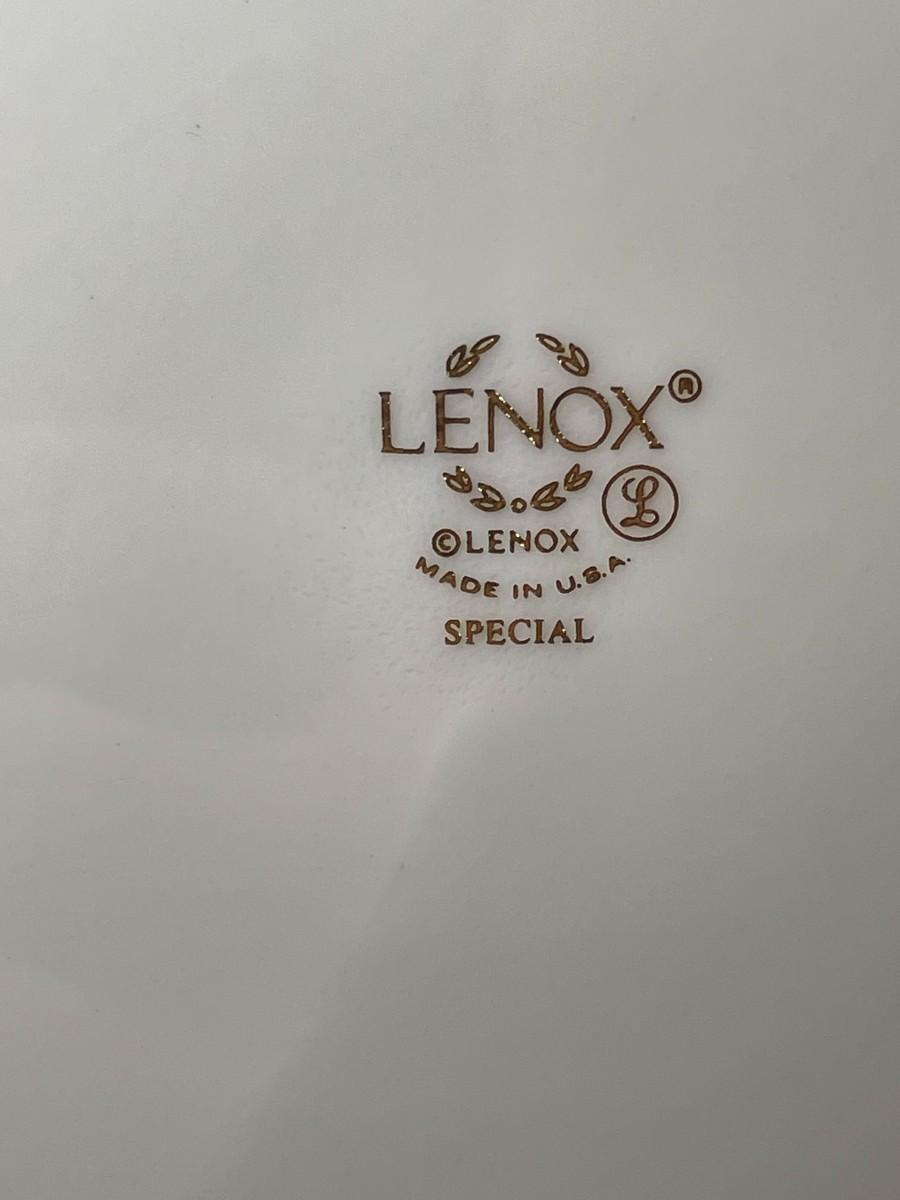 LENOX®
L
©LENOX
MADE IN U.S.A.
SPECIAL